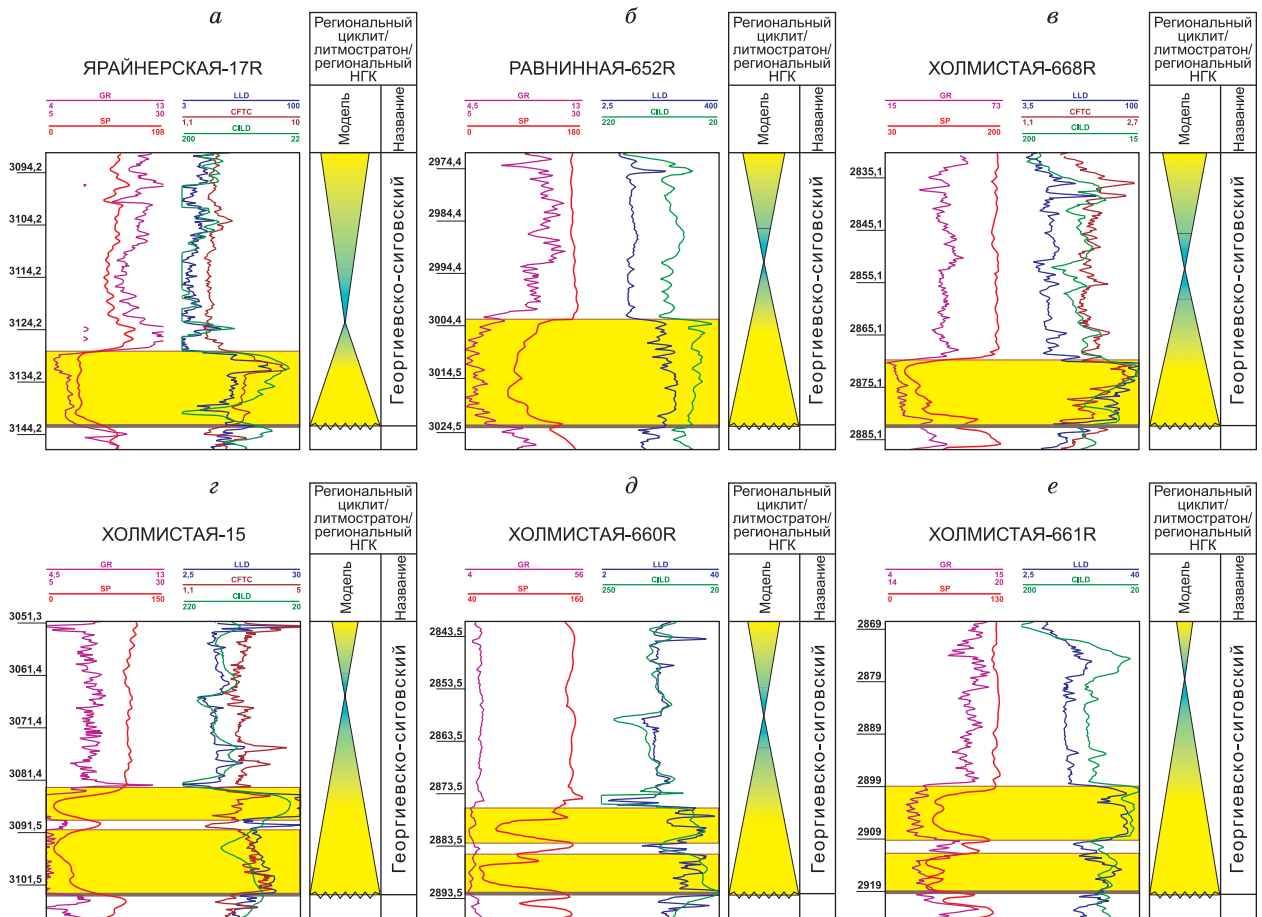 а
ЯРАЙНЕРСКАЯ-17R
GR
4 13
5 30
SP
0 198
LLD
3 100
CFTC
1,1 10
CILD
200 22
3094,2
3104,2
3114,2
3124,2
3134,2
3144,2
Региональный
циклит/
литмостратон/
региональный
НГК
Модель
Название
Георгиевско-сиговский
б
РАВНИННАЯ-652R
GR
4,5 13
5 30
SP
0 180
LLD
2,5 400
CILD
220 20
2974,4
2984,4
2994,4
3004,4
3014,5
3024,5
Региональный
циклит/
литмостратон/
региональный
НГК
Модель
Название
Георгиевско-сиговский
в
ХОЛМИСТАЯ-668R
GR
15 73
SP
30 200
LLD
3,5 100
CFTC
1,1 2,7
CILD
200 15
2835,1
2845,1
2855,1
2865,1
2875,1
2885,1
Региональный
циклит/
литмостратон/
региональный
НГК
Модель
Название
Георгиевско-сиговский
г
ХОЛМИСТАЯ-15
GR
4,5 13
5 30
SP
0 150
LLD
2,5 30
CFTC
1,1 5
CILD
220 20
3051,3
3061,4
3071,4
3081,4
3091,5
3101,5
Региональный
циклит/
литмостратон/
региональный
НГК
Модель
Название
Георгиевско-сиговский
д
ХОЛМИСТАЯ-660R
GR
4 56
SP
40 160
LLD
2 40
CILD
250 20
2843,5
2853,5
2863,5
2873,5
2883,5
2893,5
Региональный
циклит/
литмостратон/
региональный
НГК
Модель
Название
Георгиевско-сиговский
е
ХОЛМИСТАЯ-661R
GR
4 15
14 20
SP
0 130
LLD
2,5 40
CILD
200 20
2869
2879
2889
2899
2909
2919
Региональный
циклит/
литмостратон/
региональный
НГК
Модель
Название
Георгиевско-сиговский